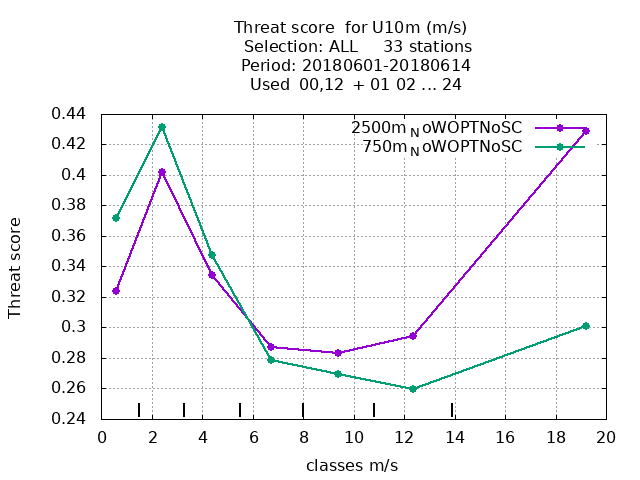 Threat score  for U10m (m/s)
Selection: ALL     33 stations
Period: 20180601-20180614
Used  00,12  + 01 02 ... 24
2500m_NoWOPTNoSC
750m_NoWOPTNoSC
0.44
0.42
0.4
0.38
0.36
0.34
0.32
0.3
0.28
0.26
0.24
Threat score
0 2 4 6 8 10 12 14 16 18 20
classes m/s